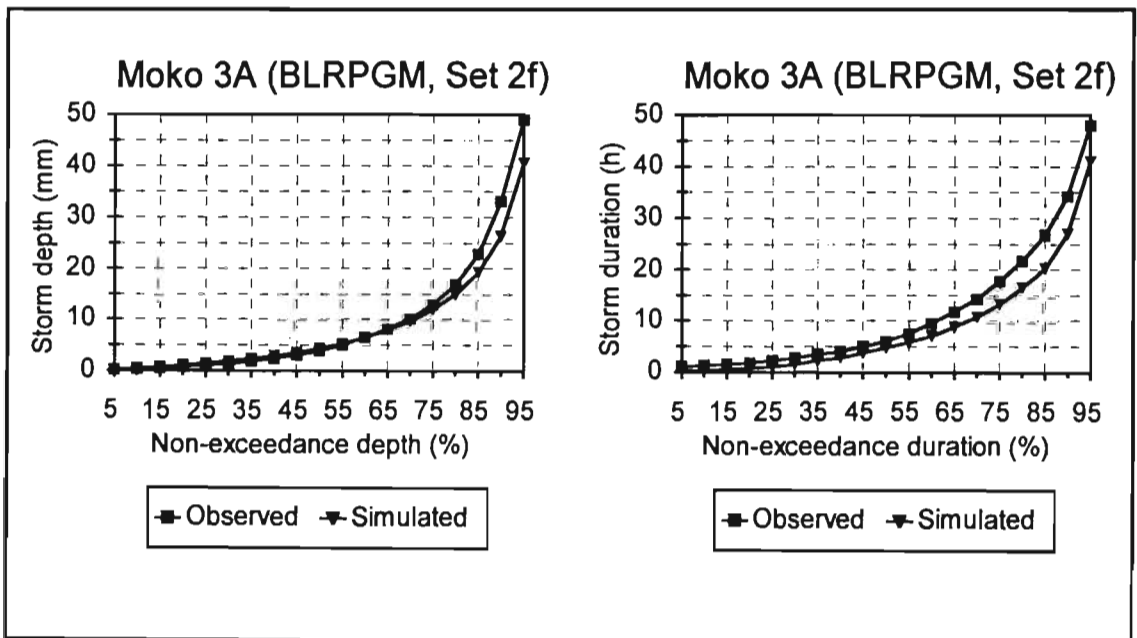 Moko 3A (BLRPGM, Set 2f)
Storm depth (mm)
50
40
30
20
10
0
5 15 25 35 45 55 65 75 85 95
Non-exceedance depth (%)
Observed Simulated
Moko 3A (BLRPGM, Set 2f)
Storm duration (h)
50
40
30
20
10
0
5 15 25 35 45 55 65 75 85 95
Non-exceedance duration (%)
Observed Simulated